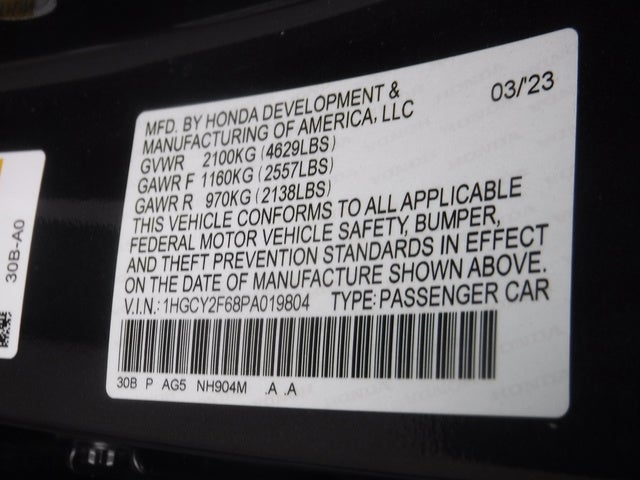 MFD. BY HONDA DEVELOPMENT & 03/'23
MANUFACTURING OF AMERICA, LLC
GVWR 2100KG (4629LBS)
GAWR F 1160KG (2557LBS)
GAWR R 970KG (2138LBS)
THIS VEHICLE CONFORMS TO ALL APPLICABLE
FEDERAL MOTOR VEHICLE SAFETY, BUMPER,
AND THEFT PREVENTION STANDARDS IN EFFECT
ON THE DATE OF MANUFACTURE SHOWN ABOVE.
V.I.N.: 1HGCY2F68PA019804 TYPE: PASSENGER CAR
30B P AG5 NH904M .A .A
30B-A0